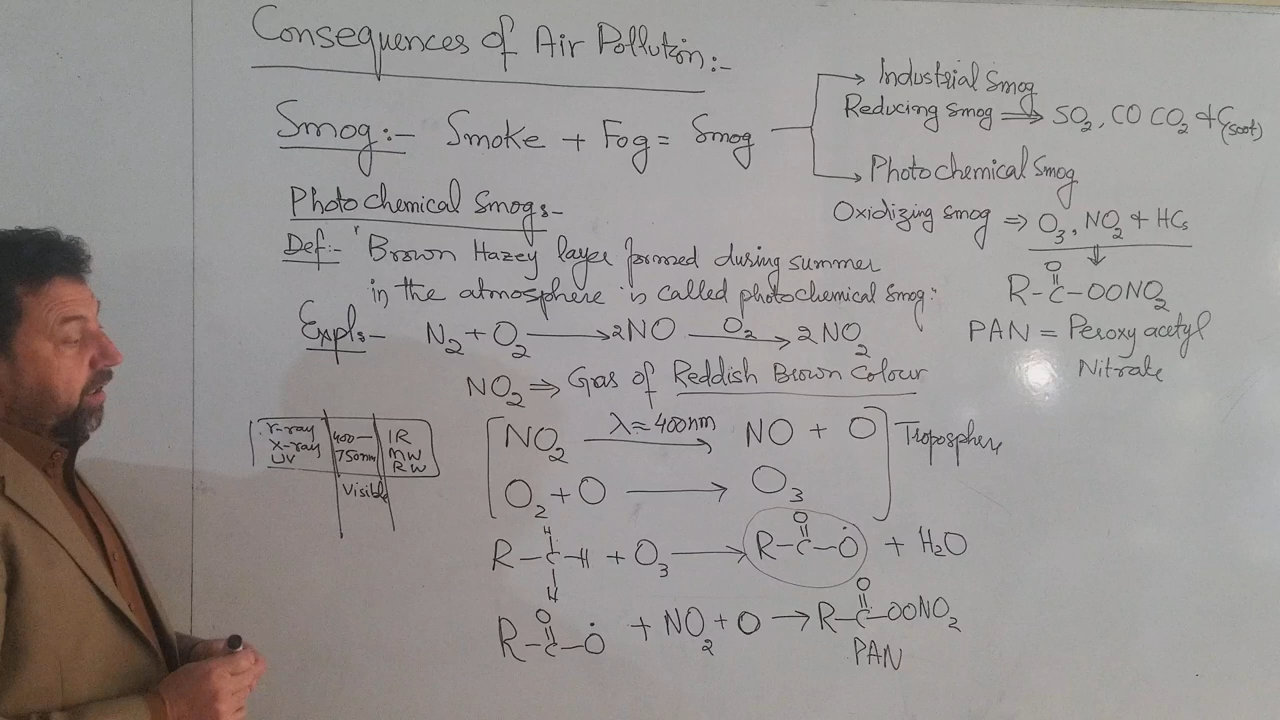 Consequences of Air Pollution:-
Smog:- Smoke + Fog = Smog
Industrial Smog
Reducing Smog ⇒ SO₂, CO CO₂ & C(soot)
Photochemical Smog
Oxidizing smog ⇒ O₃, NO₂ & HCs
O
R-C-OONO₂
PAN = Peroxy acetyl
Nitrate
Photochemical Smog:-
Def:- "Brown Hazey layer formed during summer
in the atmosphere is called photochemical Smog."
Expl:- N₂ + O₂ → 2NO O₂→ 2NO₂
NO₂ ⇒ Gas of Reddish Brown Colour
γ-ray
X-ray
UV
400-
750nm
Visible
IR
MW
RW
NO₂ λ=400nm→ NO + O
O₂ + O → O₃
Troposphere
H
R-C-H + O₃ → R-C-Ȯ + H₂O
H
O
O
R-C-Ȯ + NO₂ + O → R-C-OONO₂
O
PAN